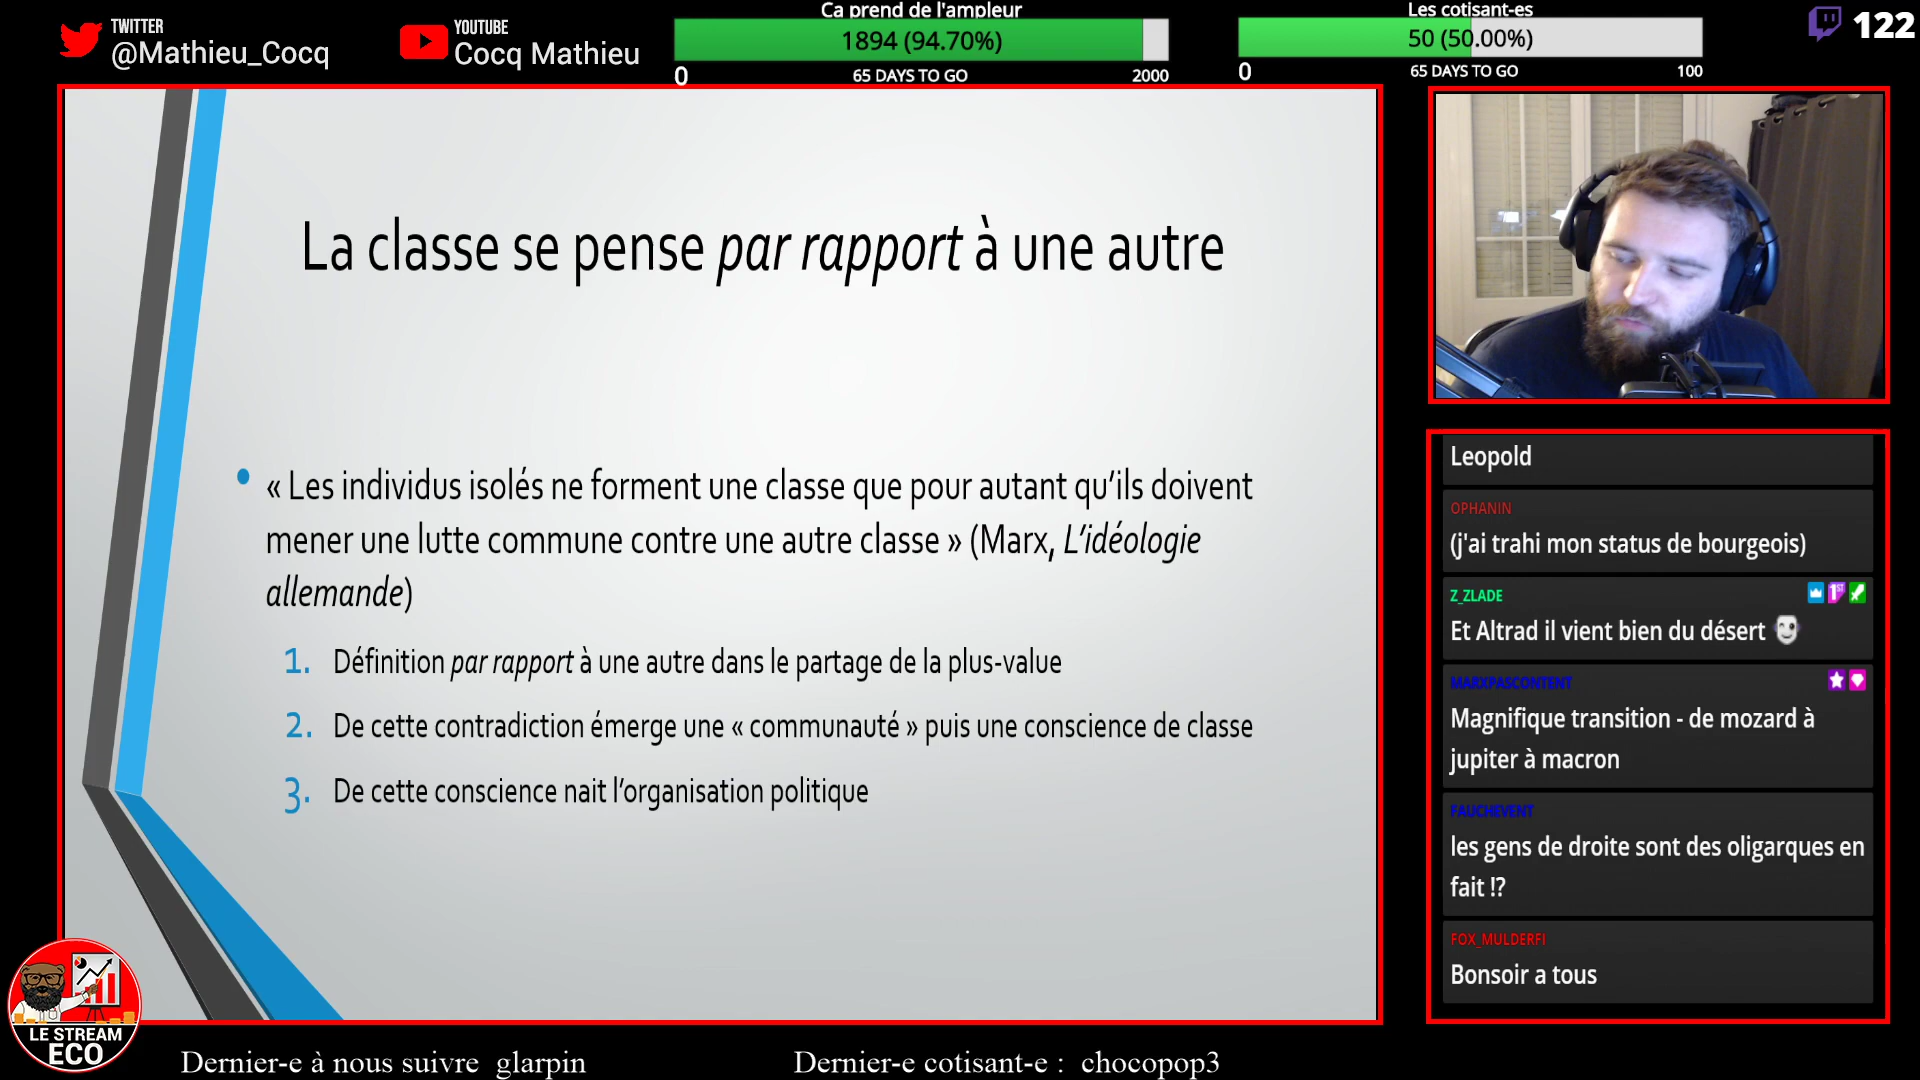 TWITTER
@Mathieu_Cocq
YOUTUBE
Cocq Mathieu
Ca prend de l'ampleur
1894 (94.70%)
0 65 DAYS TO GO 2000
Les cotisant-es
50 (50.00%)
0 65 DAYS TO GO 100
122
La classe se pense par rapport à une autre
• « Les individus isolés ne forment une classe que pour autant qu’ils doivent
mener une lutte commune contre une autre classe » (Marx, L’idéologie
allemande)
1. Définition par rapport à une autre dans le partage de la plus-value
2. De cette contradiction émerge une « communauté » puis une conscience de classe
3. De cette conscience nait l’organisation politique
Leopold
OPHANIN
(j'ai trahi mon status de bourgeois)
Z_ZLADE
Et Altrad il vient bien du désert
MARXPASCONTENT
Magnifique transition - de mozard à
jupiter à macron
FAUCHEVENT
les gens de droite sont des oligarques en
fait !?
FOX_MULDERFI
Bonsoir a tous
LE STREAM
ECO
Dernier-e à nous suivre glarpin
Dernier-e cotisant-e : chocopop3